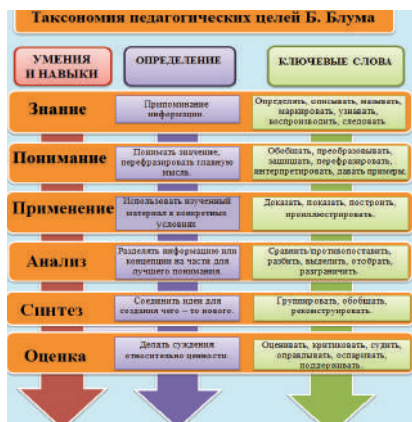 Таксономия педагогических целей Б. Блума
УМЕНИЯ
И НАВЫКИ
ОПРЕДЕЛЕНИЕ
КЛЮЧЕВЫЕ СЛОВА
Знание
Припоминание
информации.
Определять, описывать, называть,
маркировать, узнавать,
воспроизводить, следовать.
Понимание
Понимать значение,
перефразировать главную
мысль.
Обобщать, преобразовывать,
защищать, перефразировать,
интерпретировать, давать примеры.
Применение
Использовать изученный
материал в конкретных
условиях
Доказать, показать, построить,
проиллюстрировать.
Анализ
Разделять информацию или
концепции на части для
лучшего понимания.
Сравнить/противопоставить,
разбить, выделить, отобрать,
разграничить.
Синтез
Соединить идеи для
создания чего – то нового.
Группировать, обобщать,
реконструировать.
Оценка
Делать суждения
относительно ценности.
Оценивать, критиковать, судить,
оправдывать, оспаривать,
поддерживать.